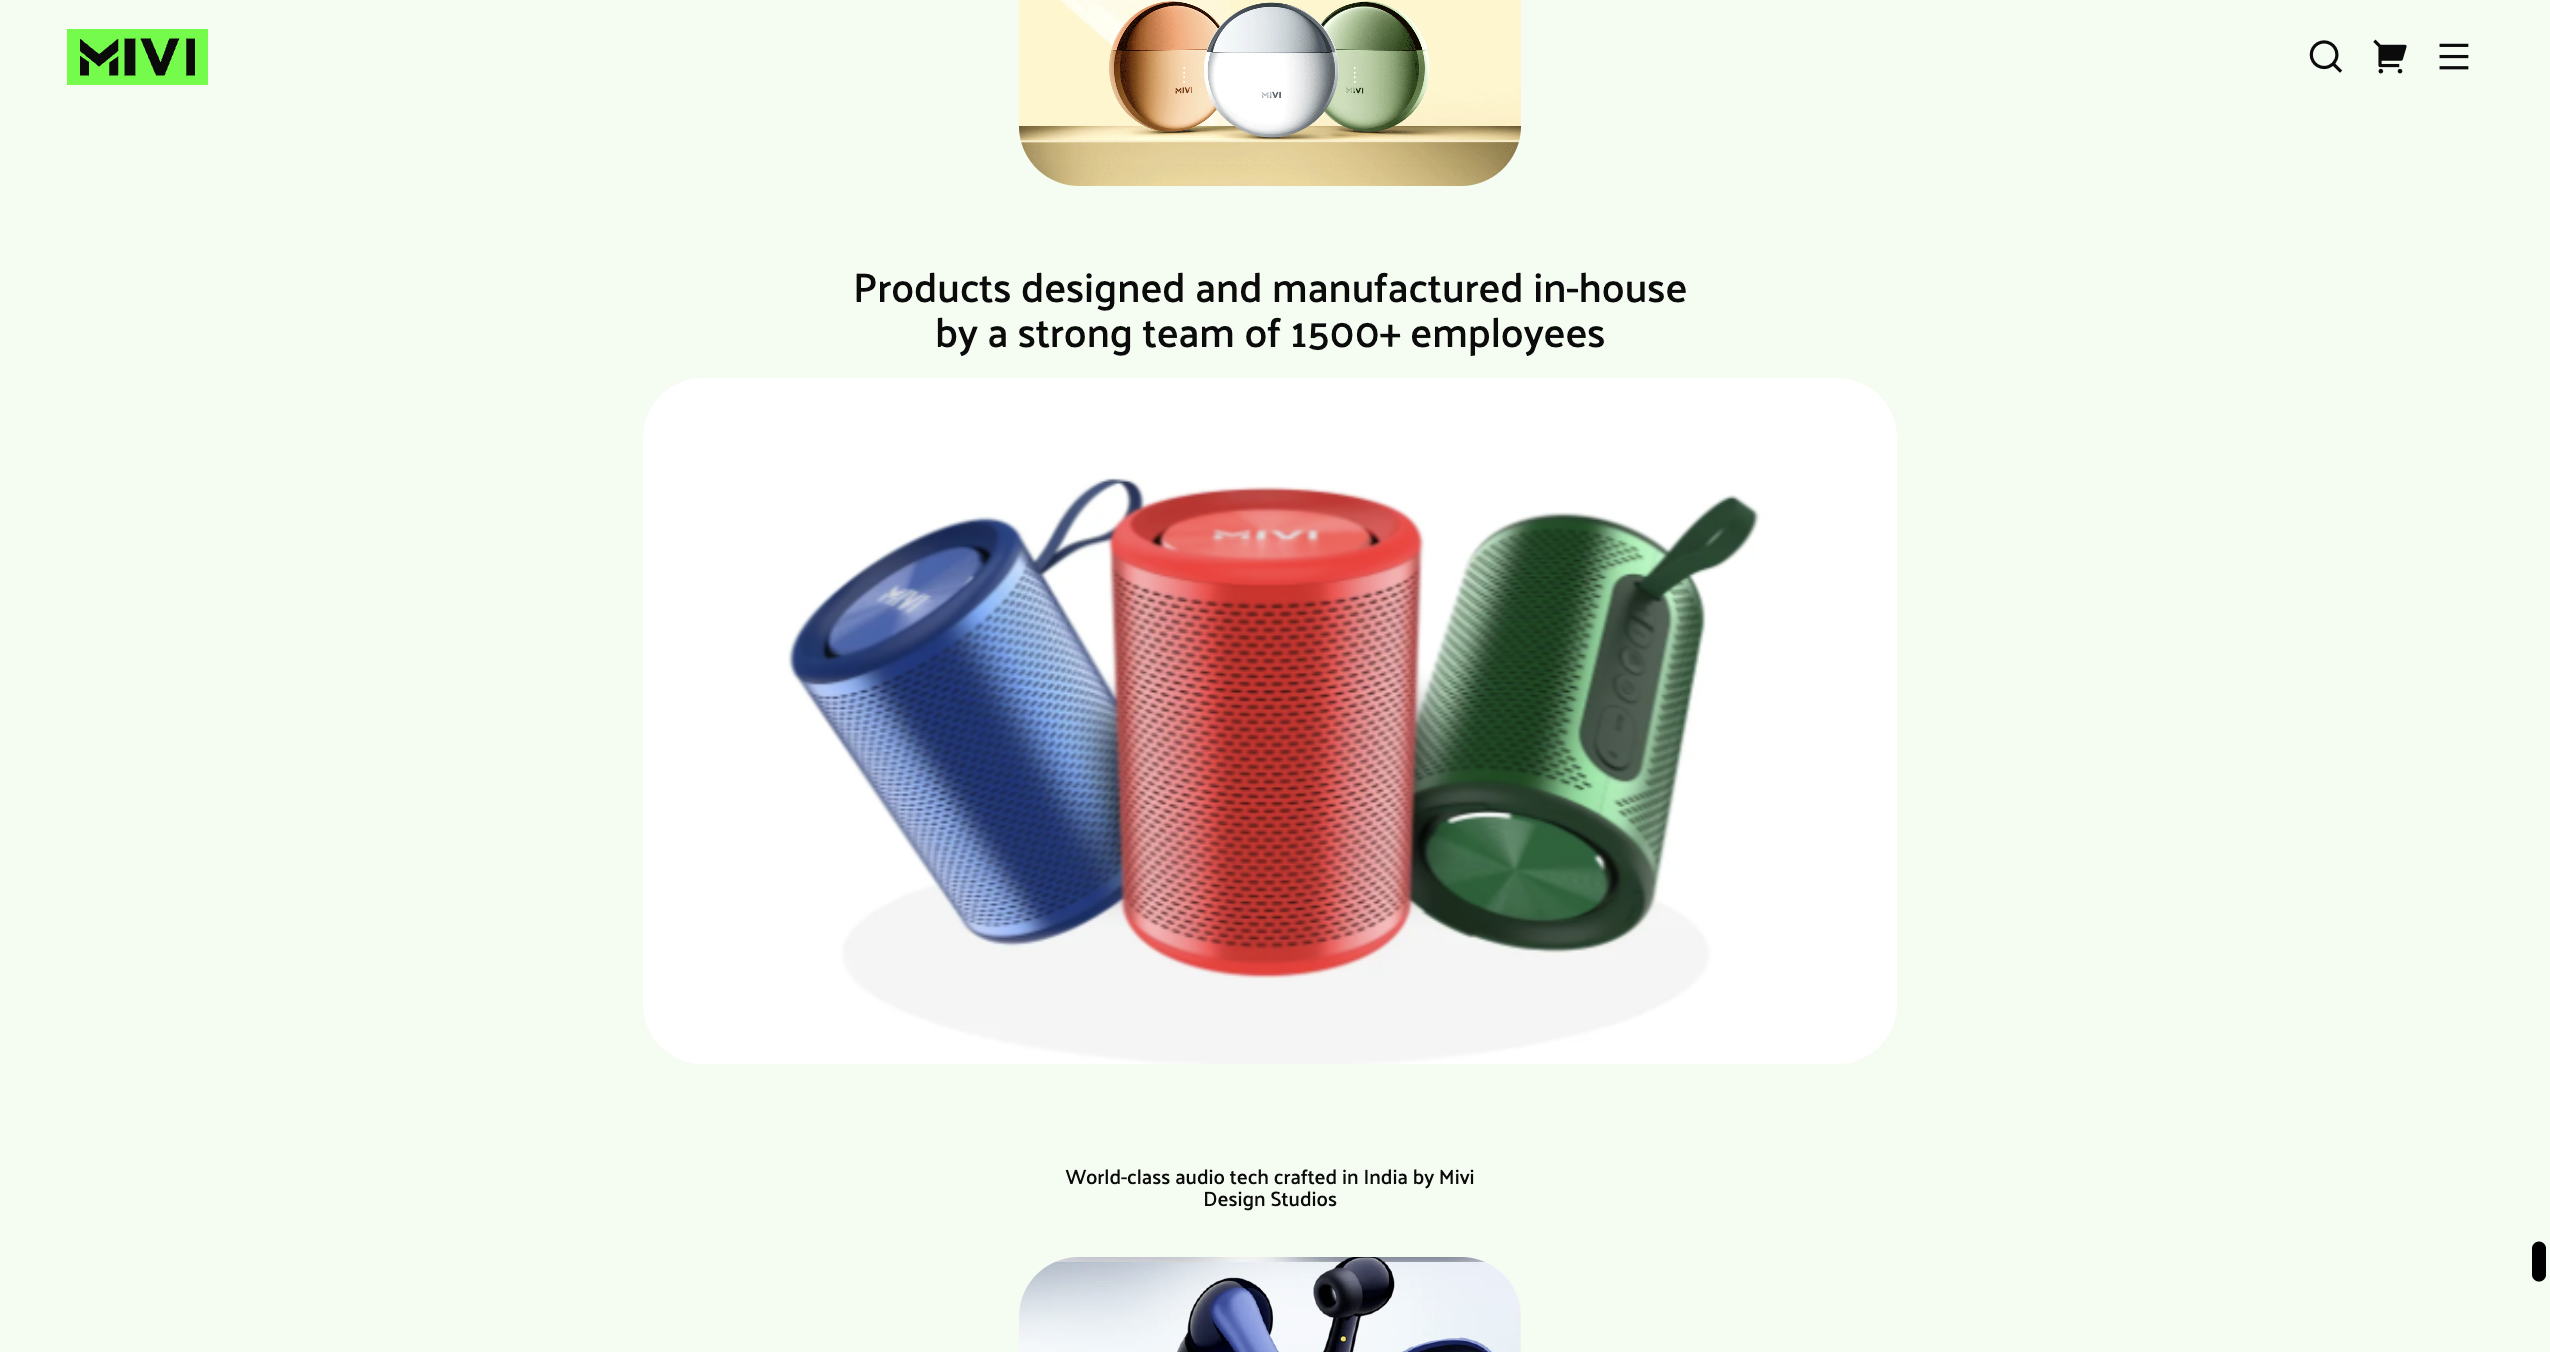 MIVI
MIVI
MIVI
MIVI
Products designed and manufactured in-house
by a strong team of 1500+ employees
MIVI
MIVI
World-class audio tech crafted in India by Mivi
Design Studios